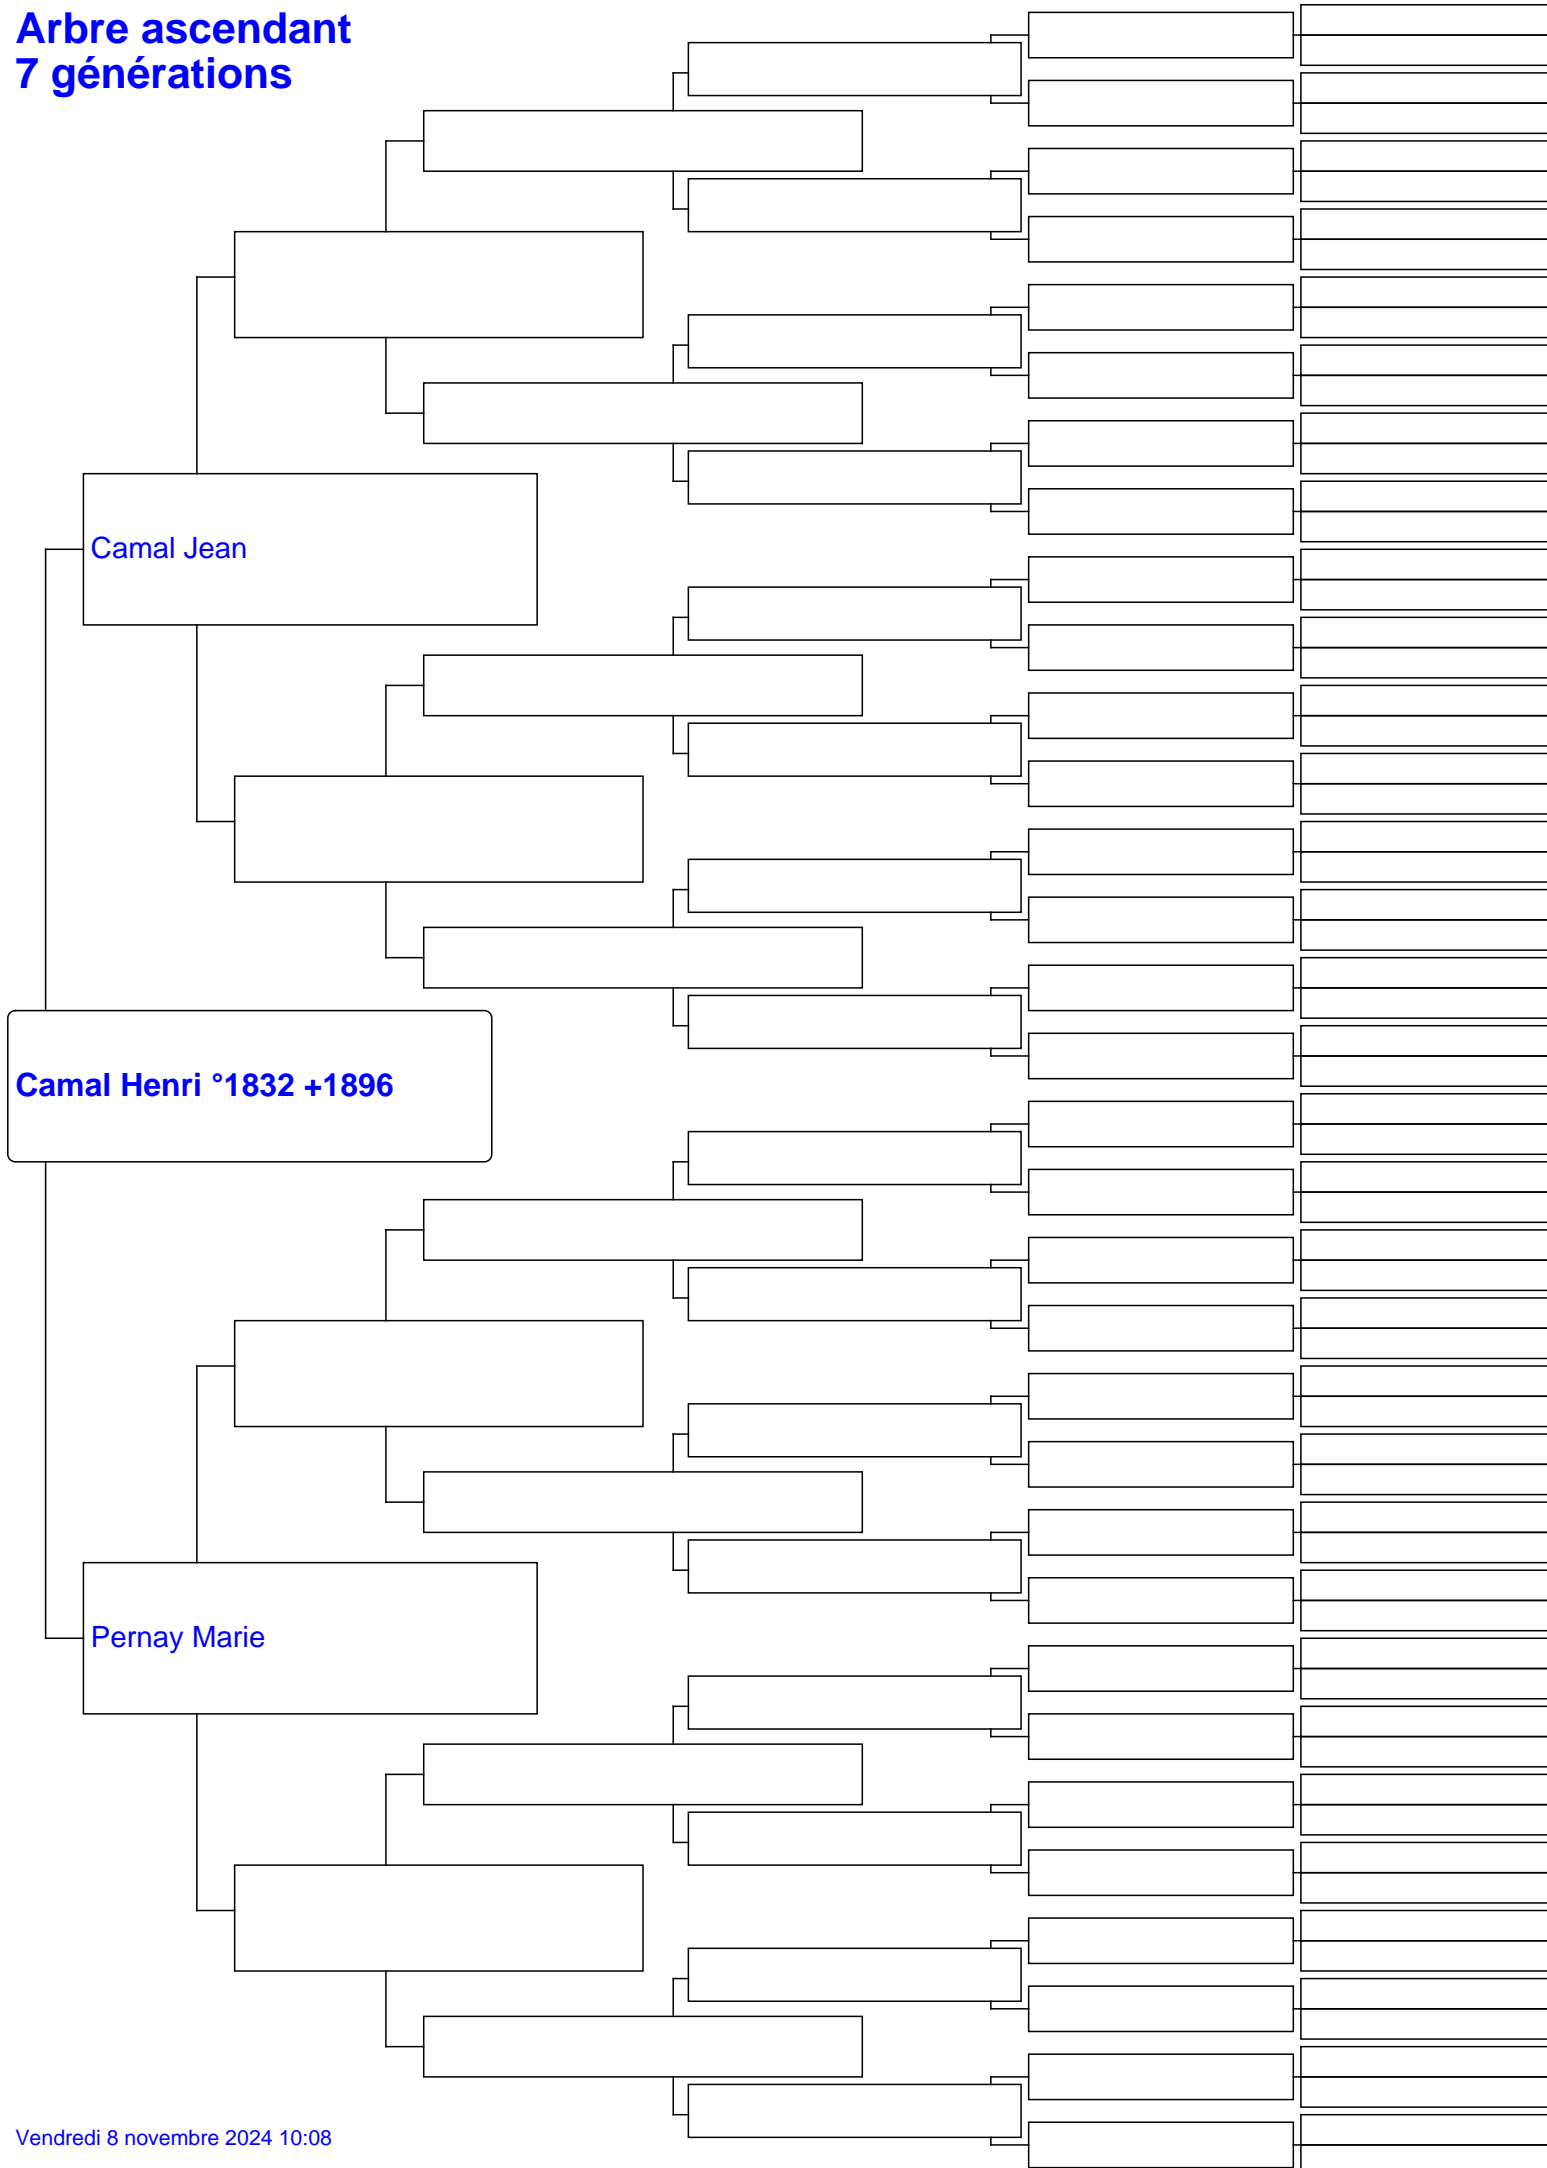 Arbre ascendant
7 générations
Camal Jean
Camal Henri °1832 +1896
Pernay Marie
Vendredi 8 novembre 2024 10:08